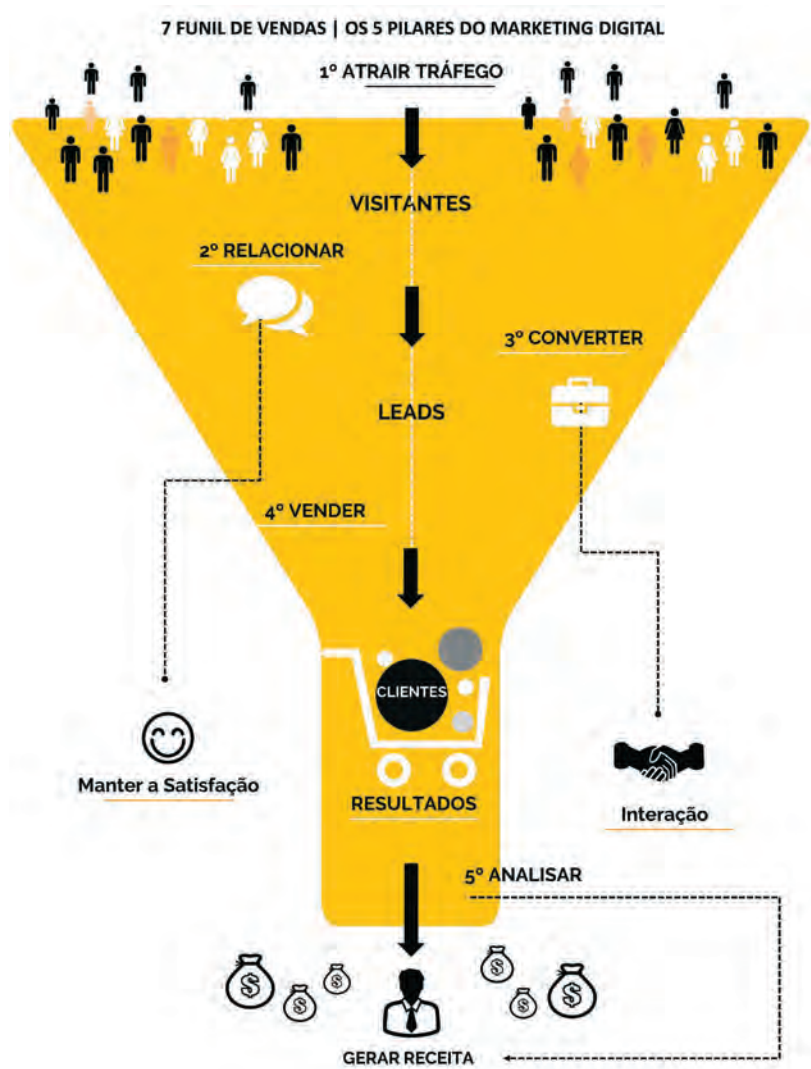 7 FUNIL DE VENDAS | OS 5 PILARES DO MARKETING DIGITAL
1º ATRAIR TRÁFEGO
VISITANTES
2º RELACIONAR
3º CONVERTER
LEADS
4º VENDER
CLIENTES
Manter a Satisfação
RESULTADOS
Interação
5º ANALISAR
$
$
$
$
$
$
GERAR RECEITA